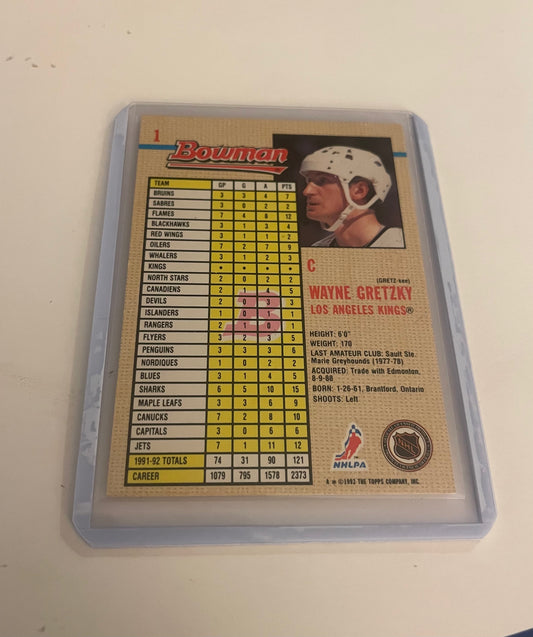 1
Bowman
TEAM GP G A PTS
BRUINS 3 3 4 7
SABRES 3 0 2 2
FLAMES 7 4 8 12
BLACKHAWKS 3 1 3 4
RED WINGS 3 1 1 2
OILERS 7 2 7 9
WHALERS 3 1 2 3
KINGS • • • •
NORTH STARS 2 0 2 2
CANADIENS 2 1 4 5
DEVILS 2 0 3 3
ISLANDERS 1 0 1 1
RANGERS 2 1 0 1
FLYERS 3 2 3 5
PENGUINS 3 3 3 6
NORDIQUES 1 0 2 2
BLUES 3 1 4 5
SHARKS 6 5 10 15
MAPLE LEAFS 3 0 6
CANUCKS 7 2 6 8
CAPITALS 3 0 6 6
JETS 7 1 11 12
1991-92 TOTALS 74 31 90 121
CAREER 1079 795 1578 2373
B
C
(GRETZ-kee)
WAYNE GRETZKY
LOS ANGELES KINGS®
HEIGHT: 6'0"
WEIGHT: 170
LAST AMATEUR CLUB: Sault Ste.
Marie Greyhounds (1977-78)
ACQUIRED: Trade with Edmonton,
8-9-88
BORN: 1-26-61, Brantford, Ontario
SHOOTS: Left
NHLPA
NHL
©1992 THE TOPPS COMPANY, INC.